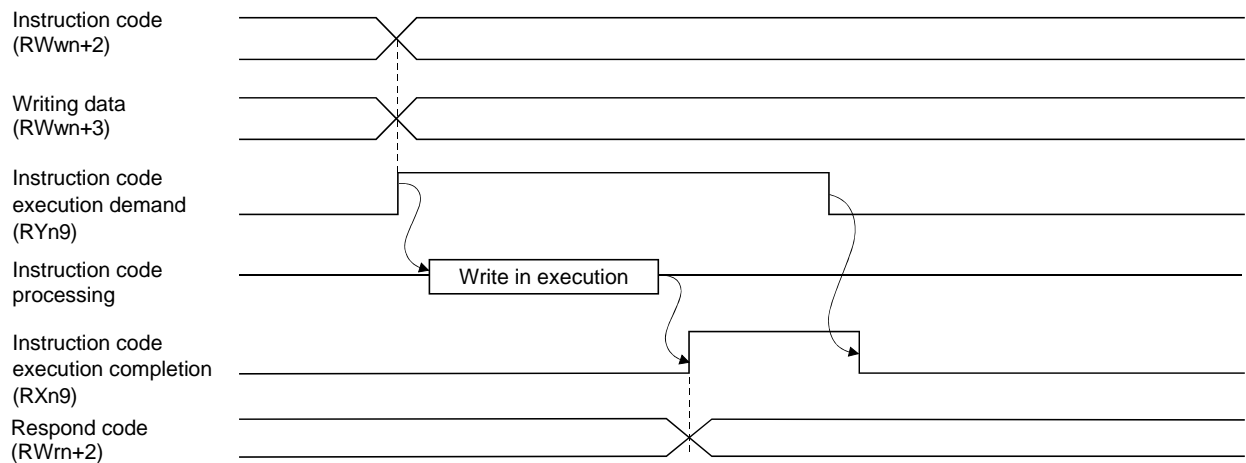 Instruction code
(RWwn+2)
Writing data
(RWwn+3)
Instruction code
execution demand
(RYn9)
Instruction code
processing
Write in execution
Instruction code
execution completion
(RXn9)
Respond code
(RWrn+2)